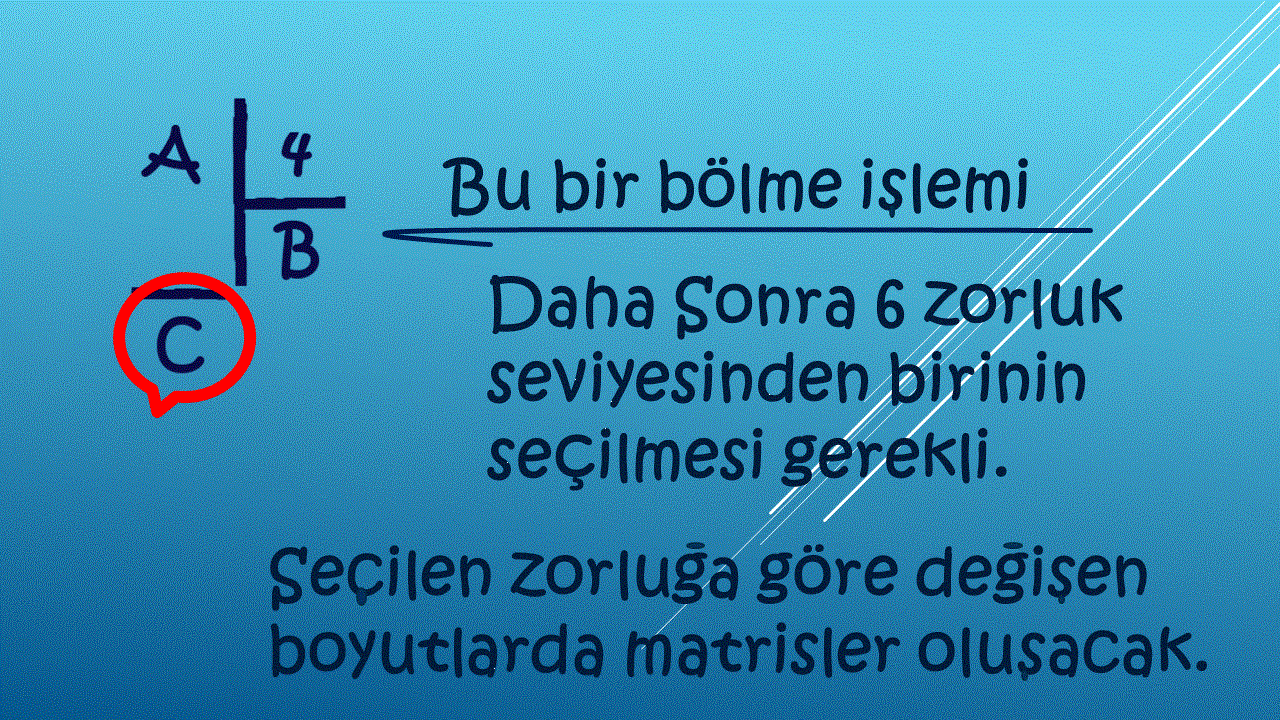 A 4
B
C
Bu bir bölme işlemi
Daha Sonra 6 zorluk
seviyesinden birinin
seçilmesi gerekli.
Seçilen zorluğa göre değişen
boyutlarda matrisler oluşacak.